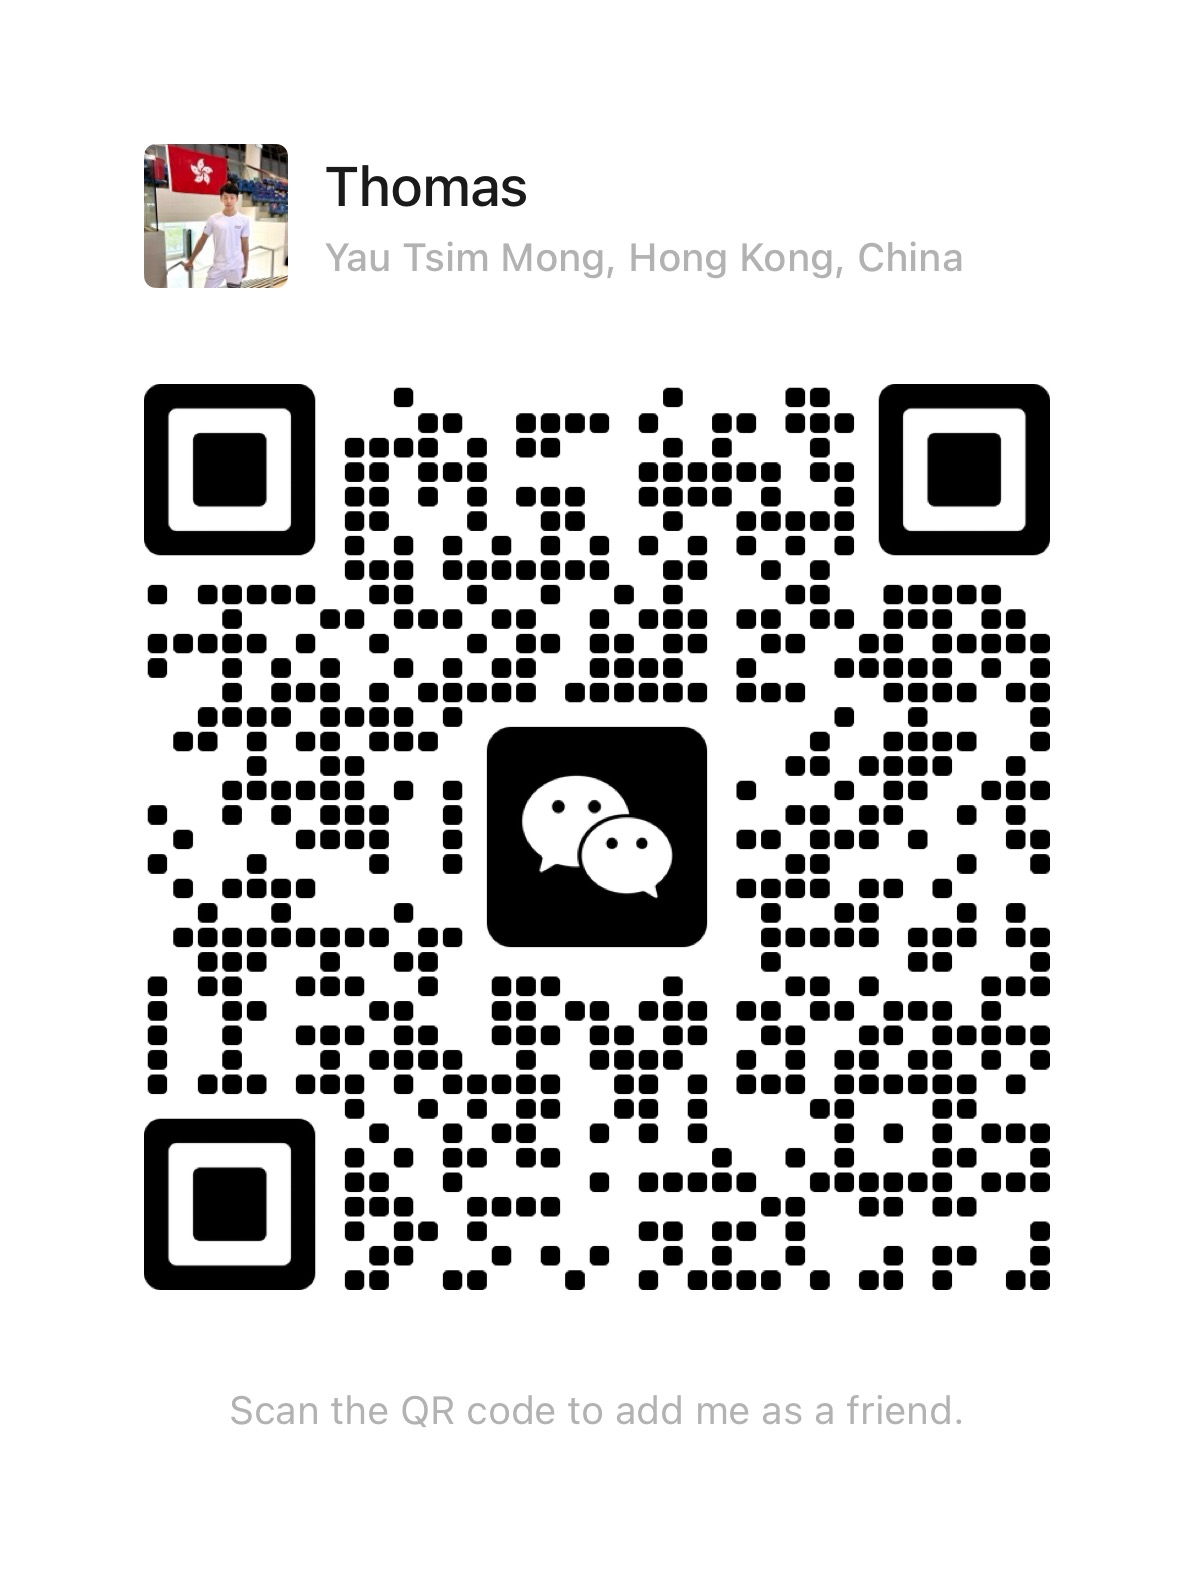 Thomas
Yau Tsim Mong, Hong Kong, China
Scan the QR code to add me as a friend.